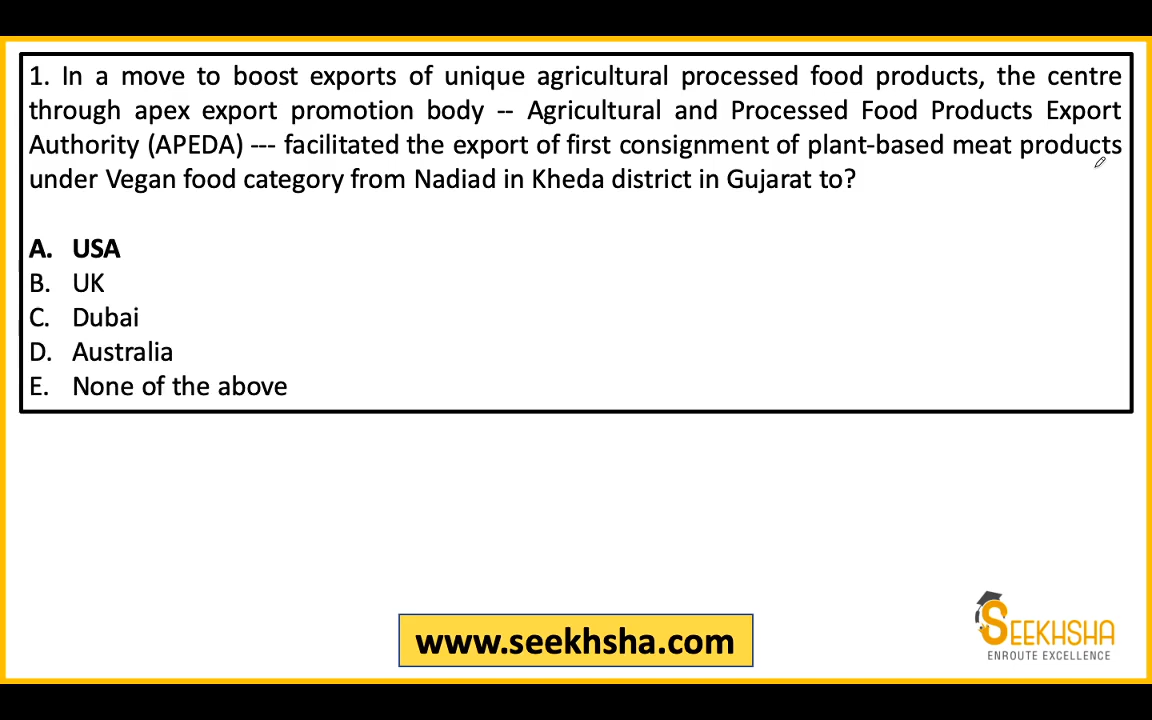 1. In a move to boost exports of unique agricultural processed food products, the centre
through apex export promotion body -- Agricultural and Processed Food Products Export
Authority (APEDA) --- facilitated the export of first consignment of plant-based meat products
under Vegan food category from Nadiad in Kheda district in Gujarat to?
A. USA
B. UK
C. Dubai
D. Australia
E. None of the above
www.seekhsha.com
SEEKHSHA
ENROUTE EXCELLENCE